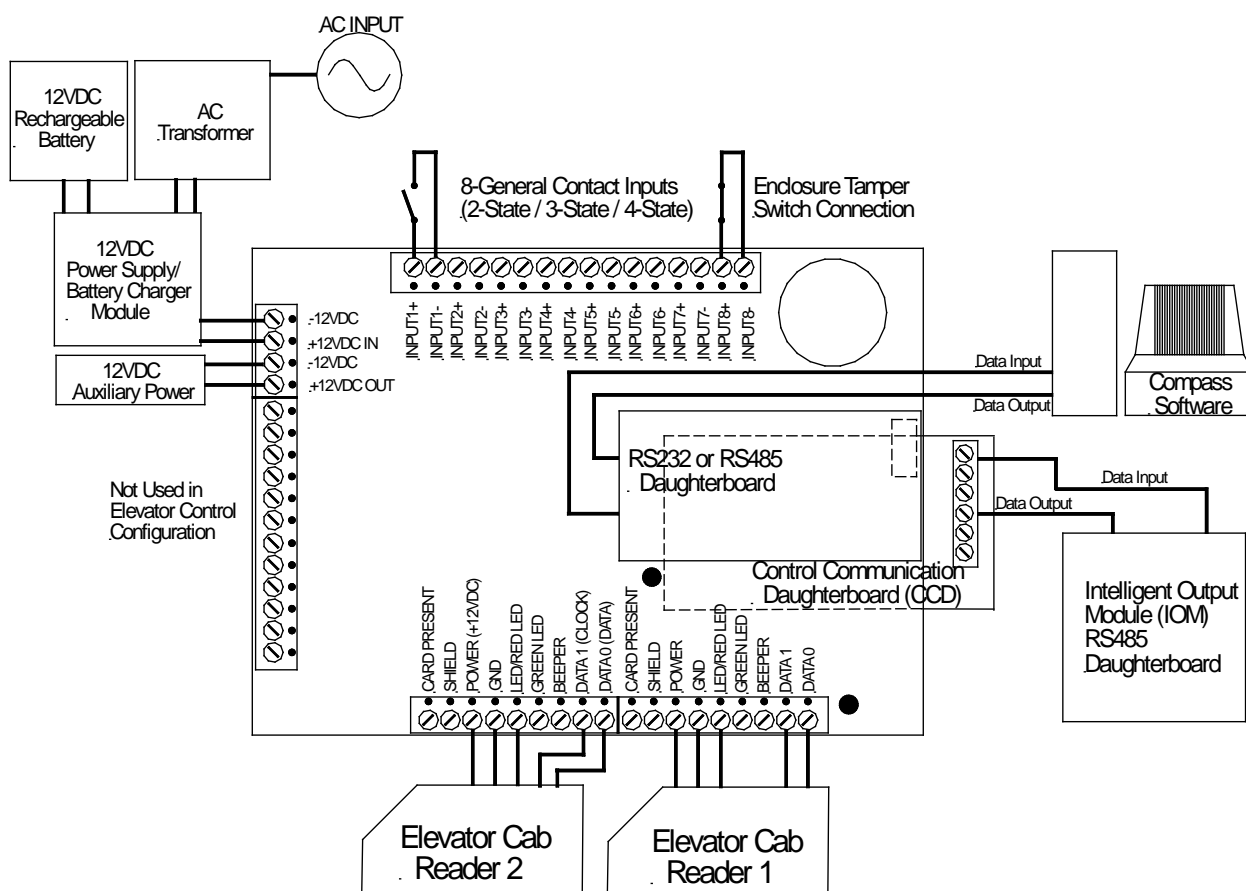 AC INPUT
12VDC
Rechargeable
Battery
AC
Transformer
8-General Contact Inputs
(2-State / 3-State / 4-State)
Enclosure Tamper
Switch Connection
12VDC
Power Supply/
Battery Charger
Module
-12VDC
+12VDC IN
-12VDC
+12VDC OUT
12VDC
Auxiliary Power
INPUT1+
INPUT1-
INPUT2+
INPUT2-
INPUT3+
INPUT3-
INPUT4+
INPUT4-
INPUT5+
INPUT5-
INPUT6+
INPUT6-
INPUT7+
INPUT7-
INPUT8+
INPUT8-
Data Input
Data Output
Compass
Software
RS232 or RS485
Daughterboard
Not Used in
Elevator Control
Configuration
Data Input
Data Output
Control Communication
Daughterboard (CCD)
Intelligent Output
Module (IOM)
RS485
Daughterboard
CARD PRESENT
SHIELD
POWER (+12VDC)
GND
LED/RED LED
GREEN LED
BEEPER
DATA 1 (CLOCK)
DATA 0 (DATA)
CARD PRESENT
SHIELD
POWER
GND
LED/RED LED
GREEN LED
BEEPER
DATA 1
DATA 0
Elevator Cab
Reader 2
Elevator Cab
Reader 1